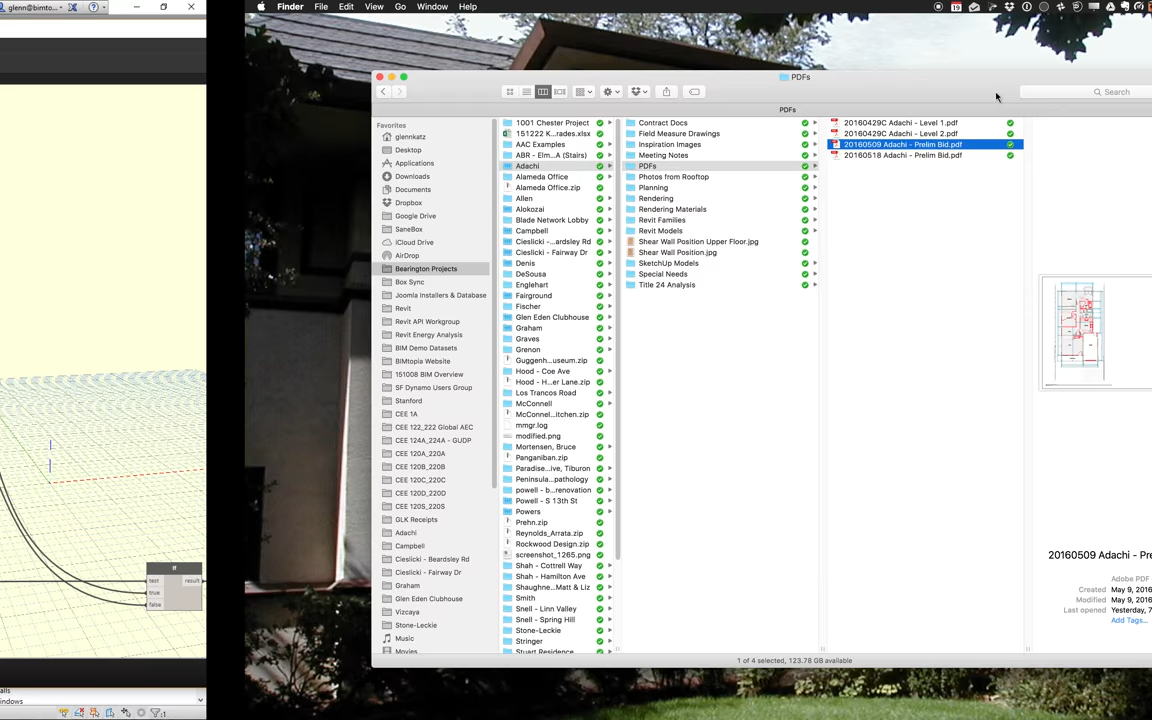 glenn@bimto...
Finder File Edit View Go Window Help
19
PDFs
Search
PDFs
Favorites
glennkatz
Desktop
Applications
Downloads
Documents
Dropbox
Google Drive
SaneBox
iCloud Drive
AirDrop
Bearington Projects
Box Sync
Joomla Installers & Database
Revit
Revit API Workgroup
Revit Energy Analysis
BIM Demo Datasets
BIMtopia Website
151008 BIM Overview
SF Dynamo Users Group
Stanford
CEE 1A
CEE 122_222 Global AEC
CEE 124A_224A - GUDP
CEE 120A_220A
CEE 120B_220B
CEE 120C_220C
CEE 120D_220D
CEE 120S_220S
GLK Receipts
Adachi
Campbell
Cieslicki - Beardsley Rd
Cieslicki - Fairway Dr
Graham
Glen Eden Clubhouse
Vizcaya
Stone-Leckie
Music
Movies
1001 Chester Project
151222 K...rades.xlsx
AAC Examples
ABR - Elm...A (Stairs)
Adachi
Alameda Office
Alameda Office.zip
Allen
Alokozai
Blade Network Lobby
Campbell
Cieslicki -...ardsley Rd
Cieslicki - Fairway Dr
Denis
DeSousa
Englehart
Fairground
Fischer
Glen Eden Clubhouse
Graham
Graves
Grenon
Guggenh...useum.zip
Hood - Coe Ave
Hood - H...er Lane.zip
Los Trancos Road
McConnell
McConnel...itchen.zip
mmgr.log
modified.png
Mortensen, Bruce
Panganiban.zip
Paradise...ive, Tiburon
Peninsula...pathology
powell - b...renovation
Powell - S 13th St
Powers
Prehn.zip
Reynolds_Arrata.zip
Rockwood Design.zip
screenshot_1265.png
Shah - Cottrell Way
Shah - Hamilton Ave
Shaughne...Matt & Liz
Smith
Snell - Linn Valley
Snell - Spring Hill
Stone-Leckie
Stringer
Stuart Residence
Contract Docs
Field Measure Drawings
Inspiration Images
Meeting Notes
PDFs
Photos from Rooftop
Planning
Rendering
Rendering Materials
Revit Families
Revit Models
Shear Wall Position Upper Floor.jpg
Shear Wall Position.jpg
SketchUp Models
Special Needs
Title 24 Analysis
20160429C Adachi - Level 1.pdf
20160429C Adachi - Level 2.pdf
20160509 Adachi - Prelim Bid.pdf
20160518 Adachi - Prelim Bid.pdf
20160509 Adachi - Pre
Adobe PDF
Created May 9, 2016
Modified May 9, 2016
Last opened Yesterday, 7
Add Tags...
1 of 4 selected, 123.78 GB available
If
test result
true
false
alls
indows
:1